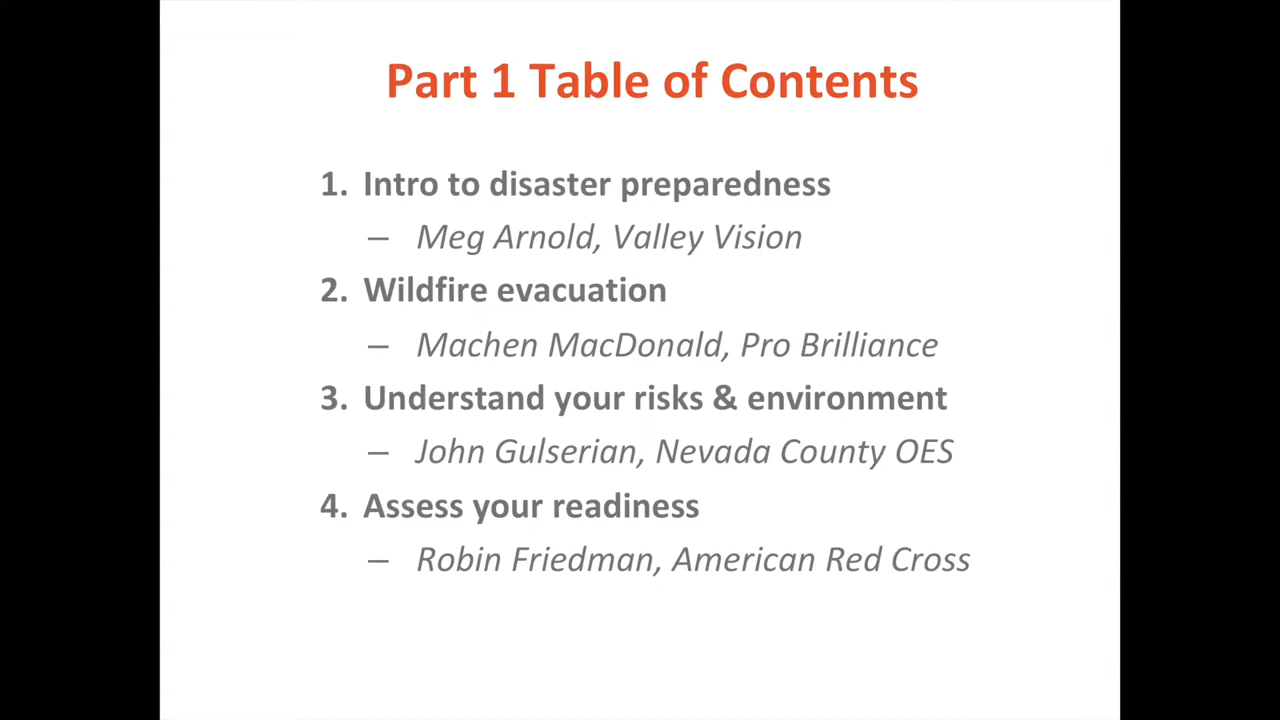 Part 1 Table of Contents
1. Intro to disaster preparedness
– Meg Arnold, Valley Vision
2. Wildfire evacuation
– Machen MacDonald, Pro Brilliance
3. Understand your risks & environment
– John Gulserian, Nevada County OES
4. Assess your readiness
– Robin Friedman, American Red Cross